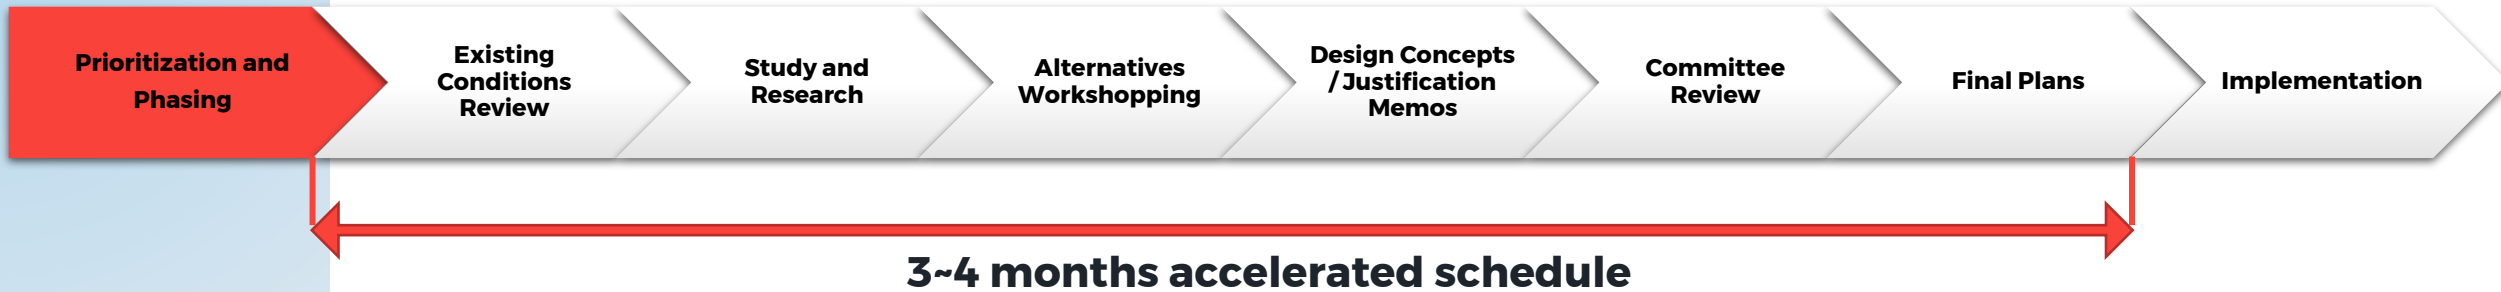 Prioritization and
Phasing
Existing
Conditions
Review
Study and
Research
Alternatives
Workshopping
Design Concepts
/ Justification
Memos
Committee
Review
Final Plans
Implementation
3~4 months accelerated schedule